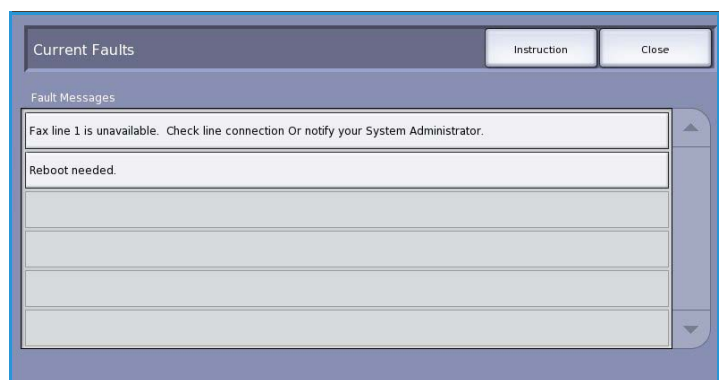 Current Faults
Instruction
Close
Fault Messages
Fax line 1 is unavailable.  Check line connection Or notify your System Administrator.
Reboot needed.